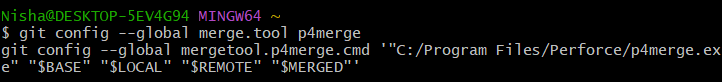 Nisha@DESKTOP-5EV4G94 MINGW64 ~
$ git config --global merge.tool p4merge
git config --global mergetool.p4merge.cmd '"C:/Program Files/Perforce/p4merge.ex
e" "$BASE" "$LOCAL" "$REMOTE" "$MERGED"'